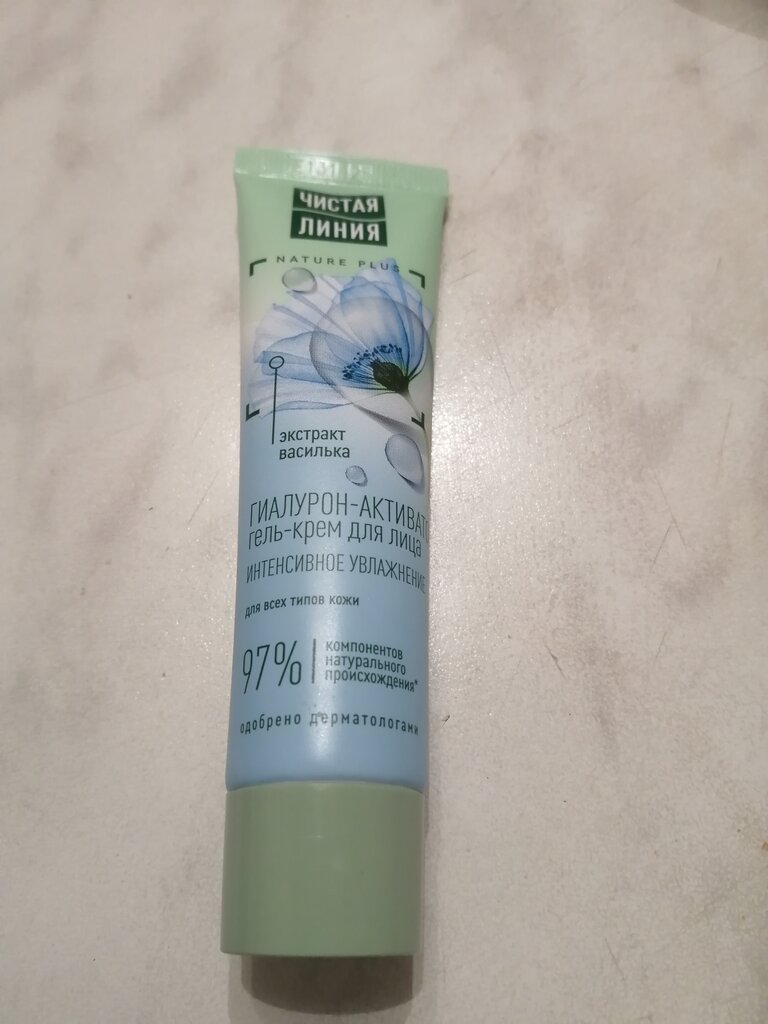 ЧИСТАЯ
ЛИНИЯ
NATURE PLUS
экстракт
василька
ГИАЛУРОН-АКТИВАТ
гель-крем для лица
ИНТЕНСИВНОЕ УВЛАЖНЕНИЕ
для всех типов кожи
97%
компонентов
натурального
происхождения*
одобрено дерматологами